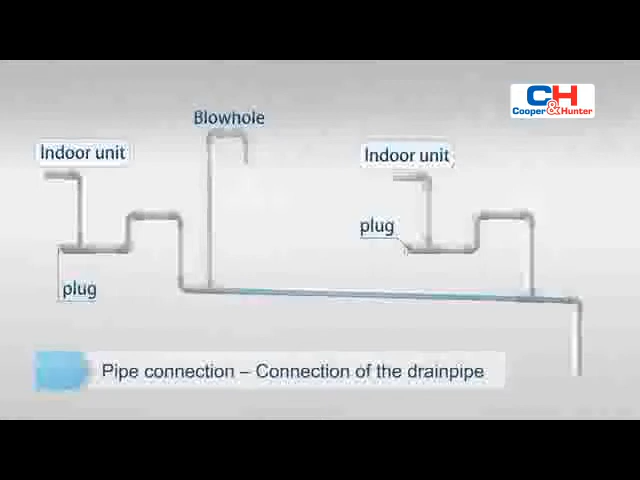 CH
Cooper&Hunter
Blowhole
Indoor unit
Indoor unit
plug
plug
Pipe connection – Connection of the drainpipe